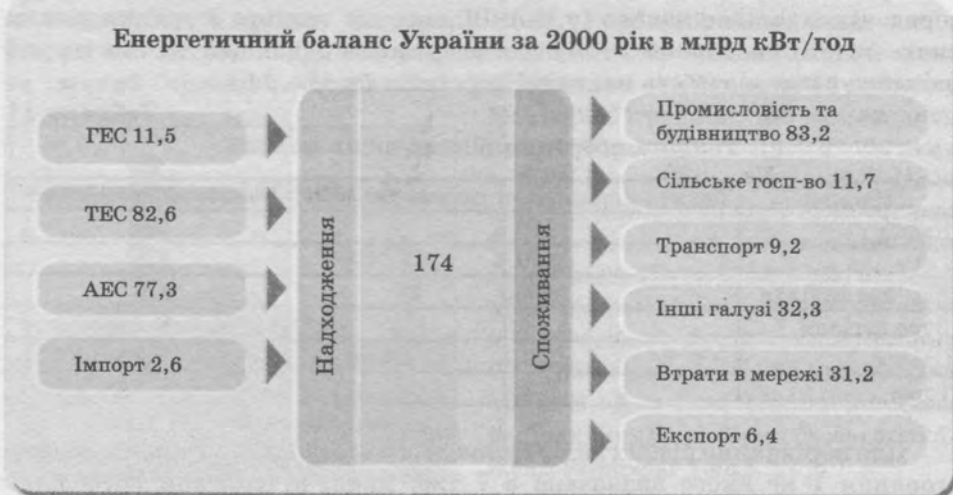 Енергетичний баланс України за 2000 рік в млрд кВт/год
ГЕС 11,5
ТЕС 82,6
АЕС 77,3
Імпорт 2,6
Надходження
174
Споживання
Промисловість та
будівництво 83,2
Сільське госп-во 11,7
Транспорт 9,2
Інші галузі 32,3
Втрати в мережі 31,2
Експорт 6,4